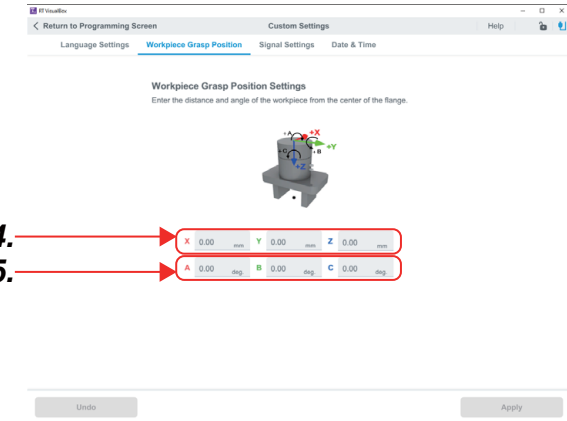 RT VisualBox
Return to Programming Screen Custom Settings Help
Language Settings Workpiece Grasp Position Signal Settings Date & Time
Workpiece Grasp Position Settings
Enter the distance and angle of the workpiece from the center of the flange.
+A +X
+Y
+C +B
+Z
4. X 0.00 mm Y 0.00 mm Z 0.00 mm
5. A 0.00 deg. B 0.00 deg. C 0.00 deg.
Undo Apply